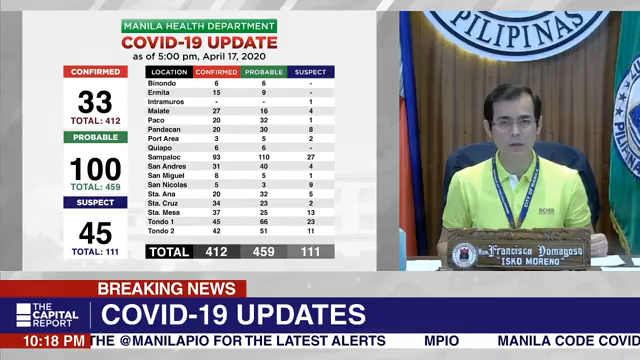 MANILA HEALTH DEPARTMENT
COVID-19 UPDATE
as of 5:00 pm, April 17, 2020
CONFIRMED
33
TOTAL: 412
PROBABLE
100
TOTAL: 459
SUSPECT
45
TOTAL: 111
LOCATION CONFIRMED PROBABLE SUSPECT
Binondo 6 6 -
Ermita 15 9 -
Intramuros - - 1
Malate 27 16 4
Paco 20 32 1
Pandacan 20 30 8
Port Area 3 5 2
Quiapo 6 6 -
Sampaloc 93 110 27
San Andres 31 40 4
San Miguel 8 5 1
San Nicolas 5 3 9
Sta. Ana 20 32 5
Sta. Cruz 34 23 2
Sta. Mesa 37 25 13
Tondo 1 45 66 23
Tondo 2 42 51 11
TOTAL 412 459 111
PILIPINAS
CITY OF MANILA
BOSS
Hon. Francisco Domagoso
ISKO MORENO
BREAKING NEWS
THE CAPITAL REPORT
COVID-19 UPDATES
10:18 PM THE @MANILAPIO FOR THE LATEST ALERTS MPIO MANILA CODE COVID